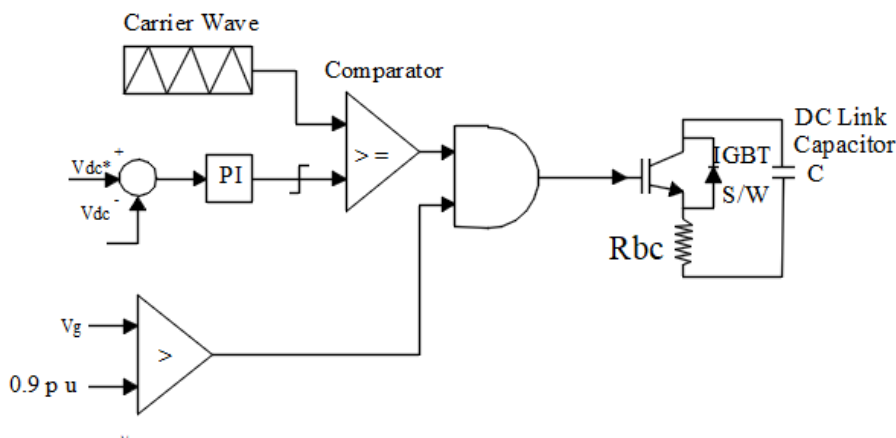 Carrier Wave
Comparator
> =
Vdc*
+
-
Vdc
PI
DC Link
Capacitor
C
IGBT
S/W
Rbc
Vg
>
0.9 p u